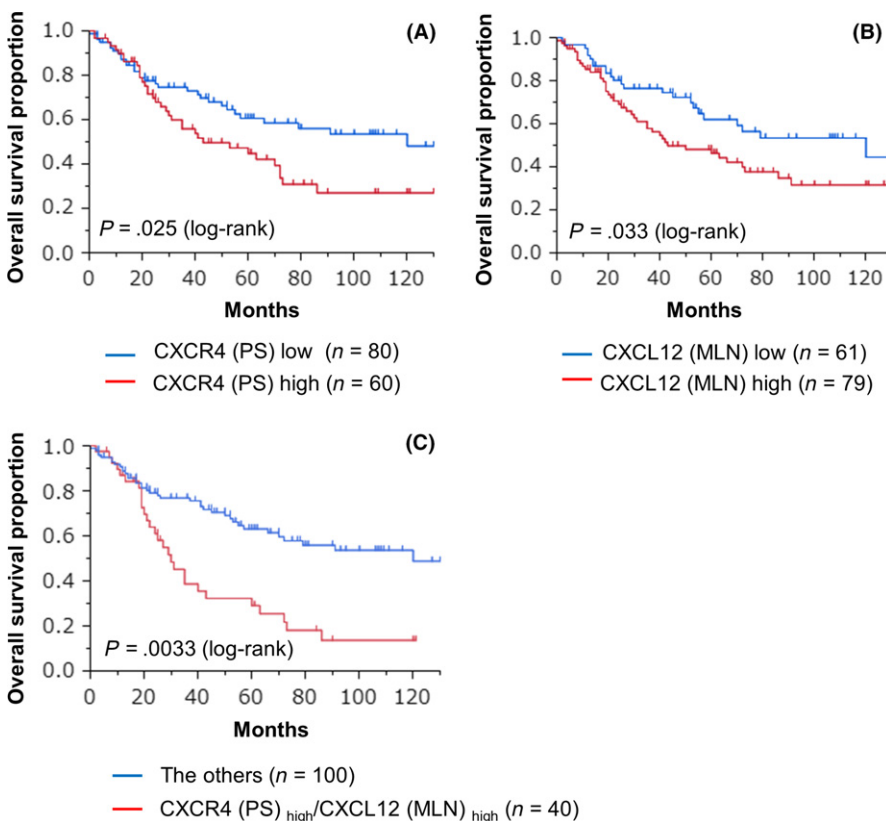 (A)
Overall survival proportion
1.0
0.8
0.6
0.4
0.2
0.0
P = .025 (log-rank)
0 20 40 60 80 100 120
Months
CXCR4 (PS) low (n = 80)
CXCR4 (PS) high (n = 60)
(B)
Overall survival proportion
1.0
0.8
0.6
0.4
0.2
0.0
P = .033 (log-rank)
0 20 40 60 80 100 120
Months
CXCL12 (MLN) low (n = 61)
CXCL12 (MLN) high (n = 79)
(C)
Overall survival proportion
1.0
0.8
0.6
0.4
0.2
0.0
P = .0033 (log-rank)
0 20 40 60 80 100 120
Months
The others (n = 100)
CXCR4 (PS) high/CXCL12 (MLN) high (n = 40)